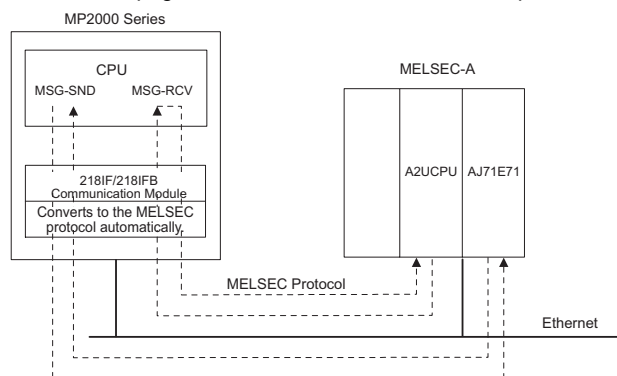 MP2000 Series
CPU
MSG-SND MSG-RCV
218IF/218IFB
Communication Module
Converts to the MELSEC
protocol automatically.
MELSEC-A
A2UCPU AJ71E71
MELSEC Protocol
Ethernet